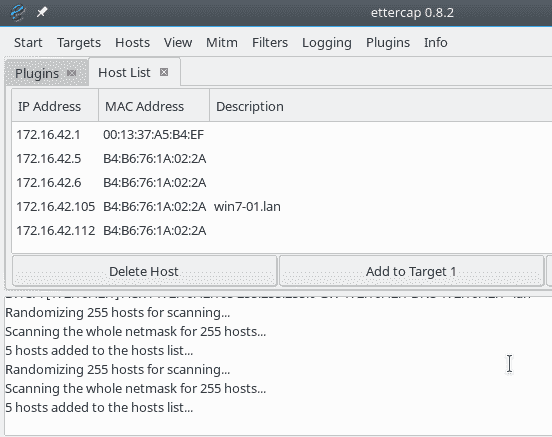 ettercap 0.8.2
Start Targets Hosts View Mitm Filters Logging Plugins Info
Plugins Host List
IP Address MAC Address Description
172.16.42.1 00:13:37:A5:B4:EF
172.16.42.5 B4:B6:76:1A:02:2A
172.16.42.6 B4:B6:76:1A:02:2A
172.16.42.105 B4:B6:76:1A:02:2A win7-01.lan
172.16.42.112 B4:B6:76:1A:02:2A
Delete Host Add to Target 1
Randomizing 255 hosts for scanning...
Scanning the whole netmask for 255 hosts...
5 hosts added to the hosts list...
Randomizing 255 hosts for scanning...
Scanning the whole netmask for 255 hosts...
5 hosts added to the hosts list...